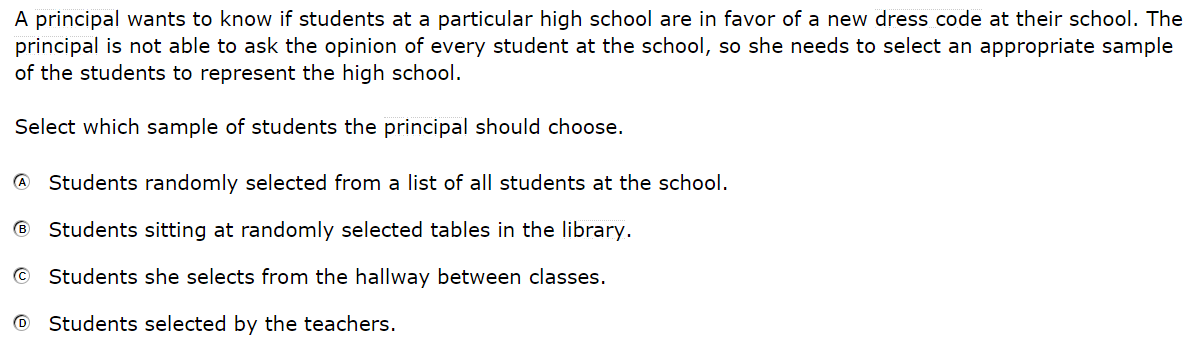 A principal wants to know if students at a particular high school are in favor of a new dress code at their school. The
principal is not able to ask the opinion of every student at the school, so she needs to select an appropriate sample
of the students to represent the high school.
Select which sample of students the principal should choose.
A Students randomly selected from a list of all students at the school.
B Students sitting at randomly selected tables in the library.
C Students she selects from the hallway between classes.
D Students selected by the teachers.